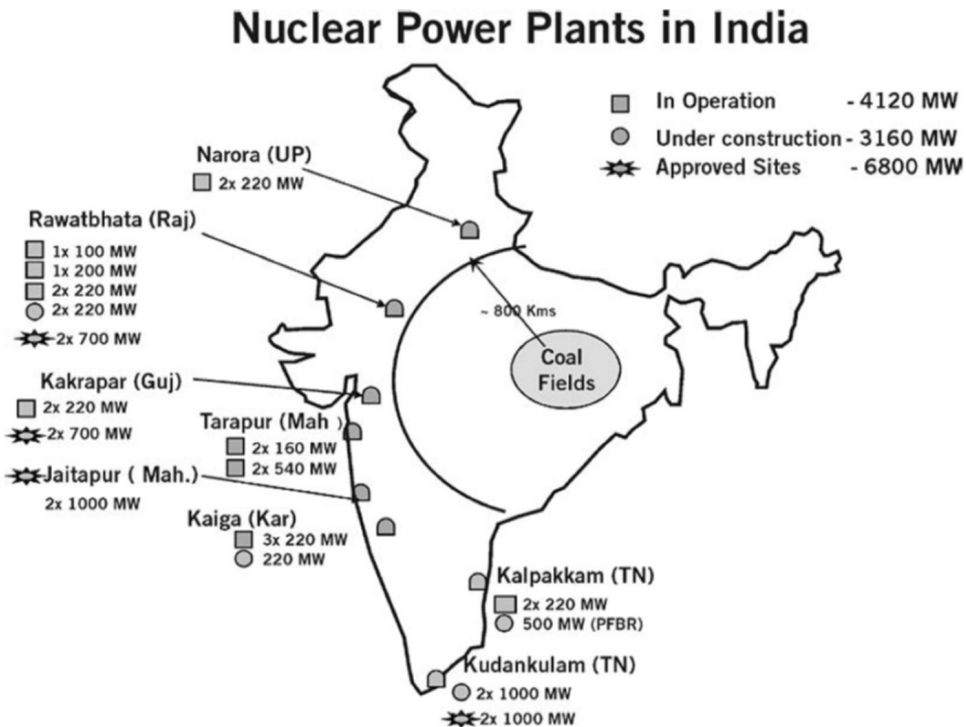 Nuclear Power Plants in India
In Operation - 4120 MW
Under construction - 3160 MW
Approved Sites - 6800 MW
Narora (UP)
2x 220 MW
Rawatbhata (Raj)
1x 100 MW
1x 200 MW
2x 220 MW
2x 220 MW
2x 700 MW
~ 800 Kms
Coal
Fields
Kakrapar (Guj)
2x 220 MW
2x 700 MW
Tarapur (Mah )
2x 160 MW
2x 540 MW
Jaitapur ( Mah.)
2x 1000 MW
Kaiga (Kar)
3x 220 MW
220 MW
Kalpakkam (TN)
2x 220 MW
500 MW (PFBR)
Kudankulam (TN)
2x 1000 MW
2x 1000 MW